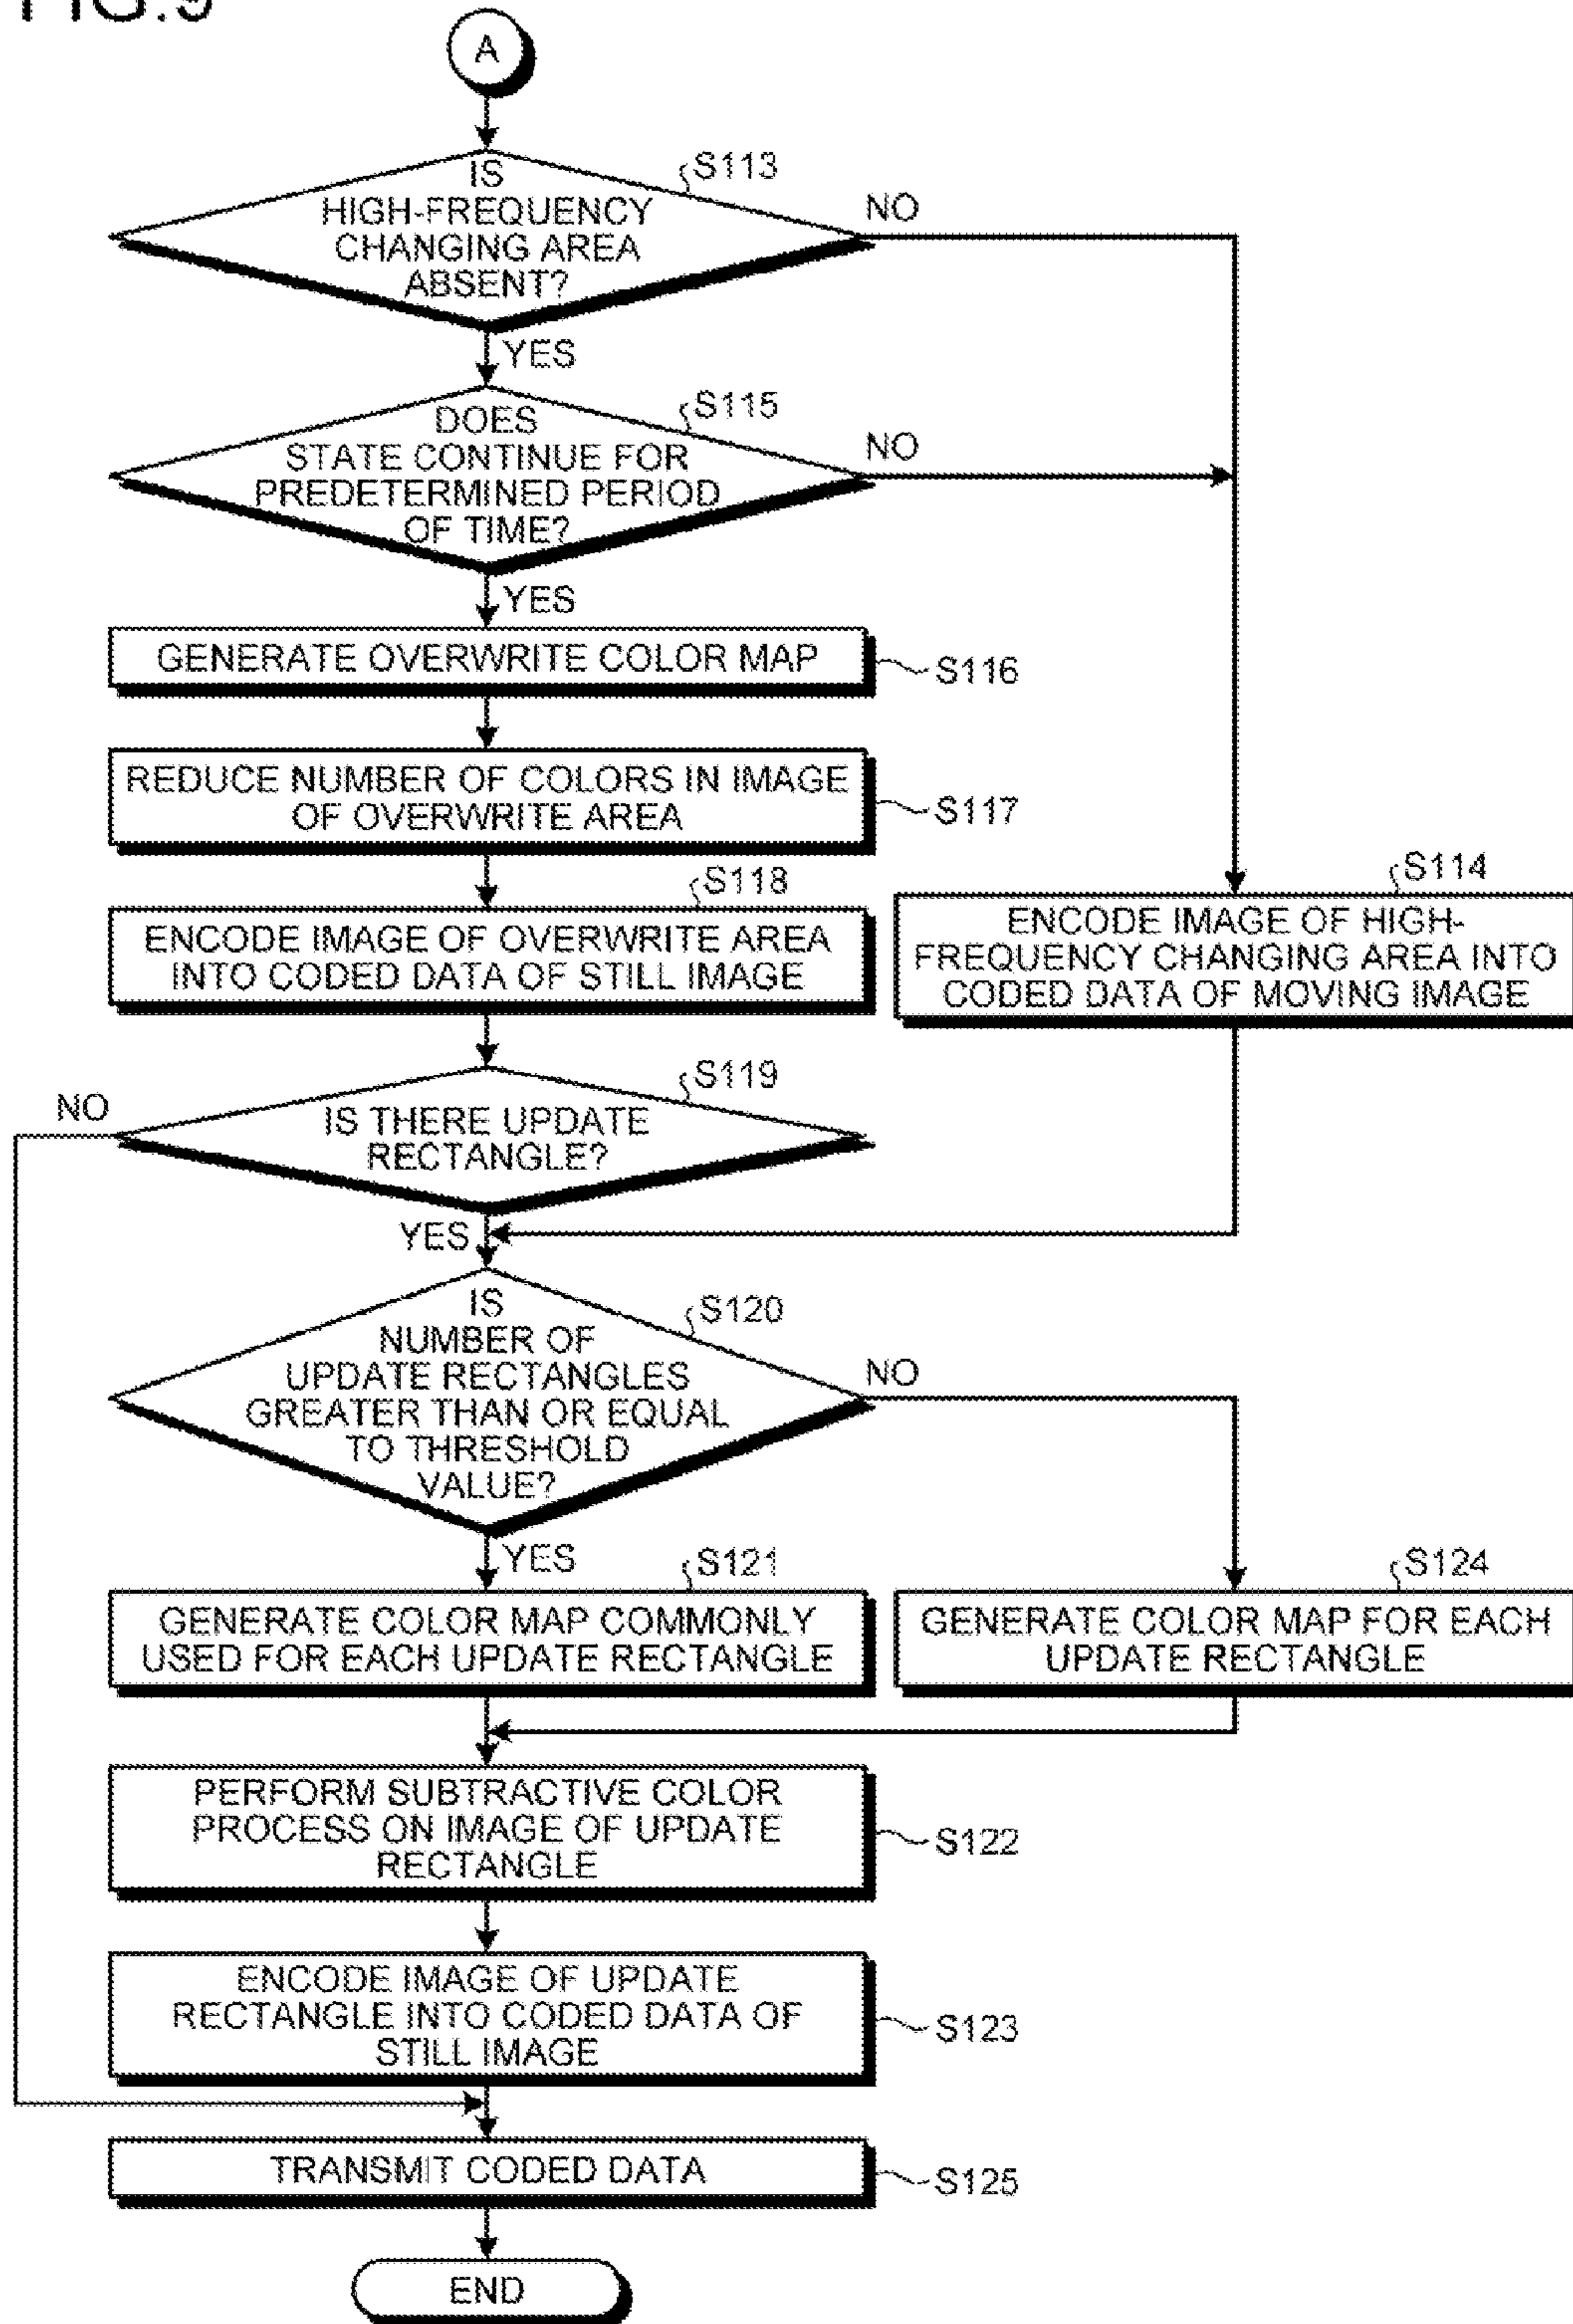 FIG.9
A
IS
HIGH-FREQUENCY
CHANGING AREA
ABSENT?
S113
NO
YES
DOES
STATE CONTINUE FOR
PREDETERMINED PERIOD
OF TIME?
S115
NO
YES
GENERATE OVERWRITE COLOR MAP
S116
REDUCE NUMBER OF COLORS IN IMAGE
OF OVERWRITE AREA
S117
S118
ENCODE IMAGE OF OVERWRITE AREA
INTO CODED DATA OF STILL IMAGE
S114
ENCODE IMAGE OF HIGH-
FREQUENCY CHANGING AREA INTO
CODED DATA OF MOVING IMAGE
S119
NO
IS THERE UPDATE
RECTANGLE?
YES
IS
NUMBER OF
UPDATE RECTANGLES
GREATER THAN OR EQUAL
TO THRESHOLD
VALUE?
S120
NO
YES
S121
GENERATE COLOR MAP COMMONLY
USED FOR EACH UPDATE RECTANGLE
S124
GENERATE COLOR MAP FOR EACH
UPDATE RECTANGLE
PERFORM SUBTRACTIVE COLOR
PROCESS ON IMAGE OF UPDATE
RECTANGLE
S122
ENCODE IMAGE OF UPDATE
RECTANGLE INTO CODED DATA OF
STILL IMAGE
S123
TRANSMIT CODED DATA
S125
END